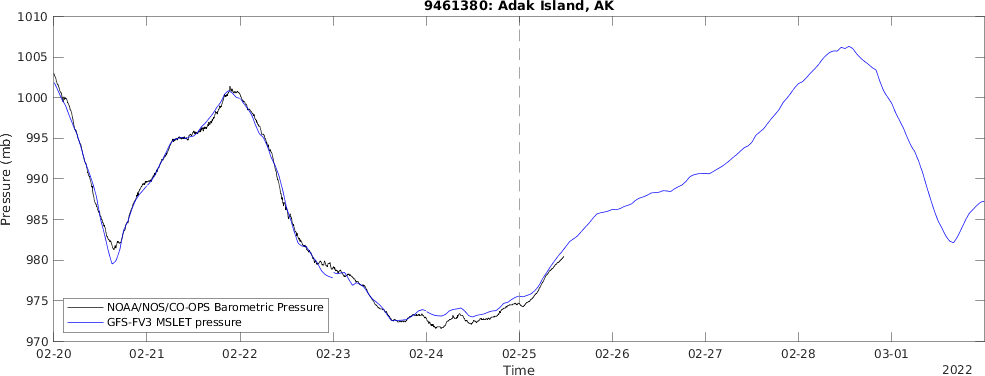 9461380: Adak Island, AK
Pressure (mb)
1010
1005
1000
995
990
985
980
975
970
NOAA/NOS/CO-OPS Barometric Pressure
GFS-FV3 MSLET pressure
02-20 02-21 02-22 02-23 02-24 02-25 02-26 02-27 02-28 03-01
Time
2022